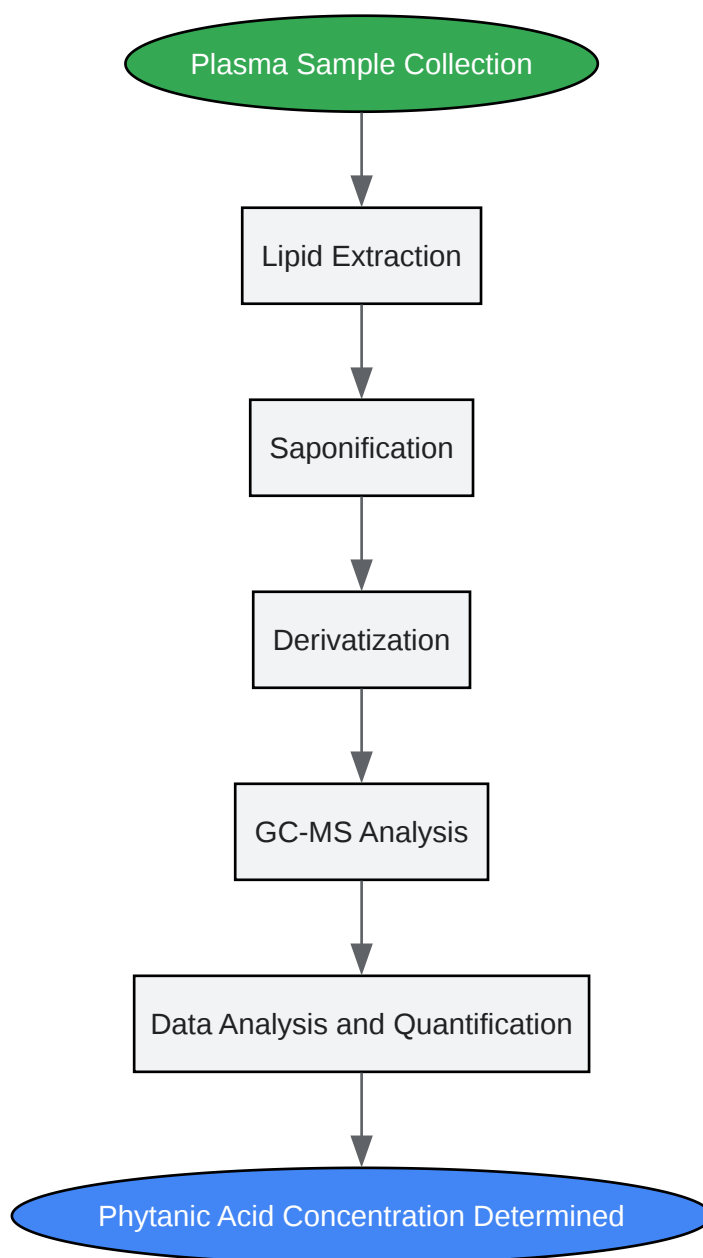 Plasma Sample Collection
Lipid Extraction
Saponification
Derivatization
GC-MS Analysis
Data Analysis and Quantification
Phytanic Acid Concentration Determined